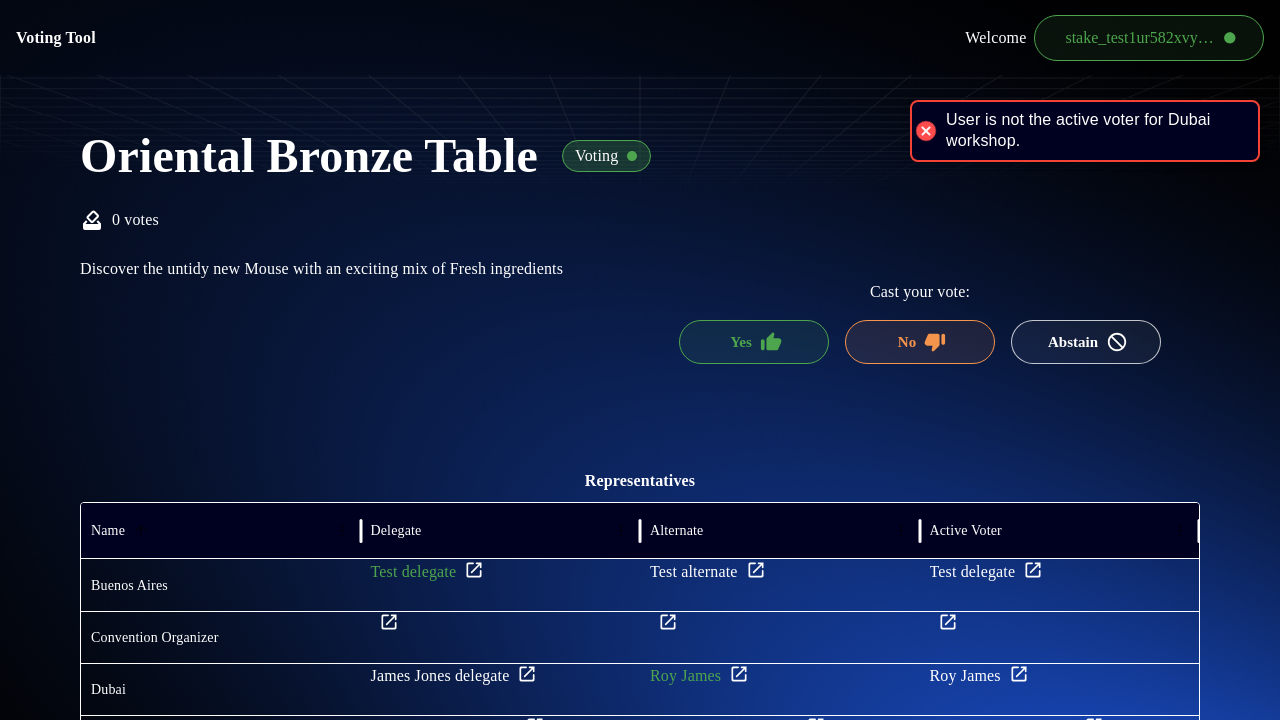 Voting Tool
Welcome
stake_test1ur582xvy…
User is not the active voter for Dubai
workshop.
Oriental Bronze Table
Voting
0 votes
Discover the untidy new Mouse with an exciting mix of Fresh ingredients
Cast your vote:
Yes
No
Abstain
Representatives
Name Delegate Alternate Active Voter
Buenos Aires Test delegate Test alternate Test delegate
Convention Organizer
Dubai James Jones delegate Roy James Roy James